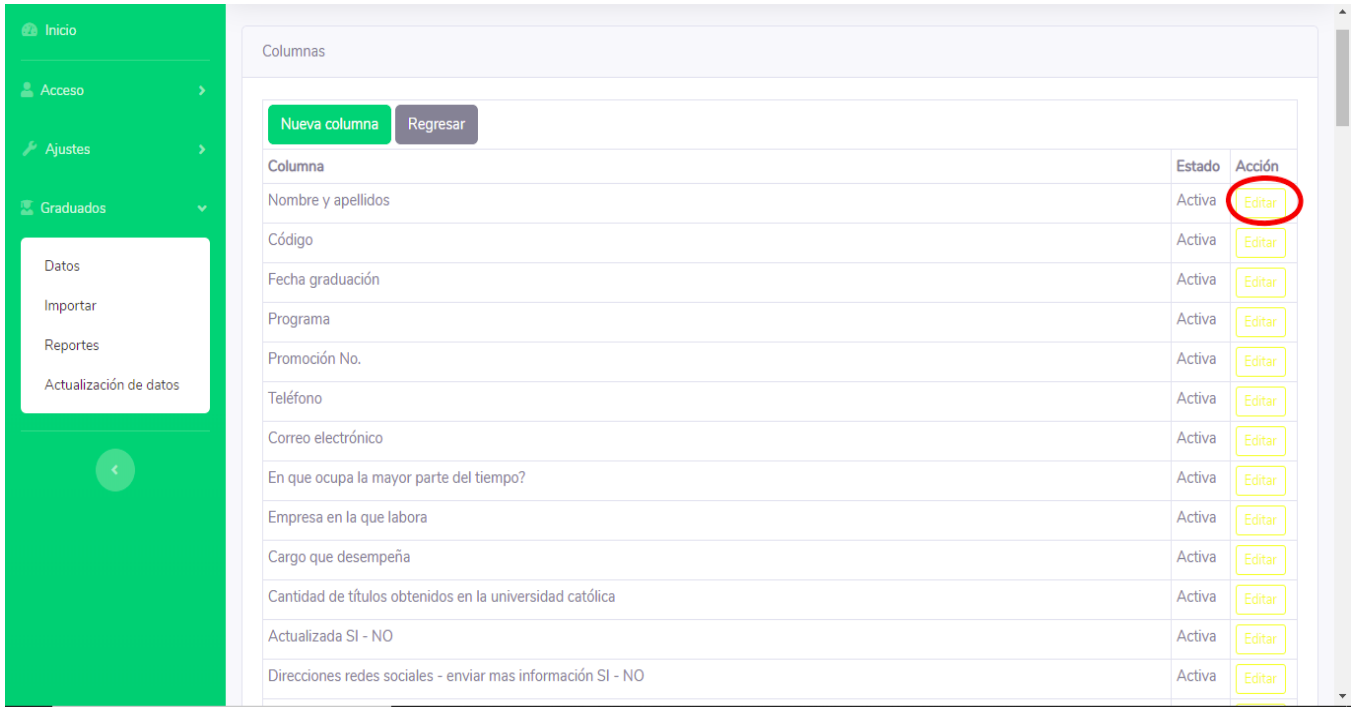 Inicio
Acceso
Ajustes
Graduados
Datos
Importar
Reportes
Actualización de datos
Columnas
Nueva columna Regresar
Columna Estado Acción
Nombre y apellidos Activa Editar
Código Activa Editar
Fecha graduación Activa Editar
Programa Activa Editar
Promoción No. Activa Editar
Teléfono Activa Editar
Correo electrónico Activa Editar
En que ocupa la mayor parte del tiempo? Activa Editar
Empresa en la que labora Activa Editar
Cargo que desempeña Activa Editar
Cantidad de títulos obtenidos en la universidad católica Activa Editar
Actualizada SI - NO Activa Editar
Direcciones redes sociales - enviar mas información SI - NO Activa Editar